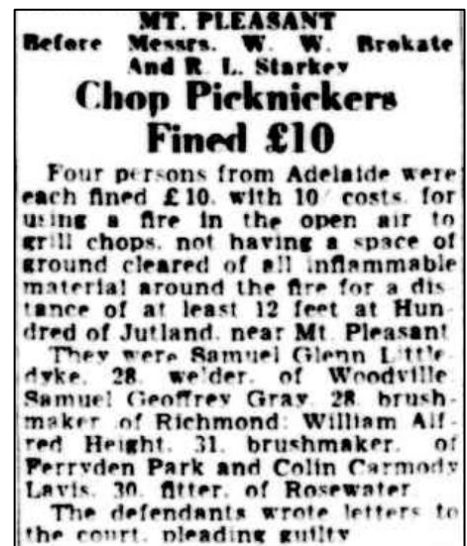 MT. PLEASANT
Before Messrs. W. W. Brokate
And R. L. Starkey
Chop Picknickers
Fined £10
Four persons from Adelaide were
each fined £10. with 10/ costs. for
using a fire in the open air to
grill chops. not having a space of
ground cleared of all inflammable
material around the fire for a dis-
tance of at least 12 feet at Hun-
dred of Jutland. near Mt. Pleasant
They were Samuel Glenn Little-
dyke. 28. welder. of Woodville
Samuel Geoffrey Gray. 28. brush-
maker of Richmond: William Alf-
red Height. 31. brushmaker. of
Ferryden Park and Colin Carmody
Lavis. 30. fitter. of Rosewater
The defendants wrote letters to
the court. pleading guilty